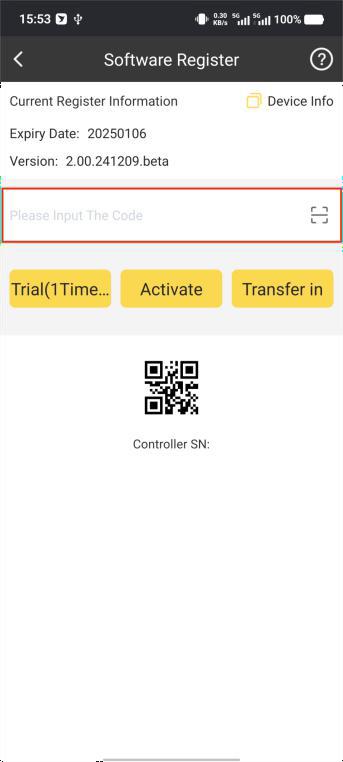 15:53 0.30 KB/s 5G 5G 100%
Software Register
Current Register Information Device Info
Expiry Date: 20250106
Version: 2.00.241209.beta
Please Input The Code
Trial(1Time... Activate Transfer in
Controller SN: